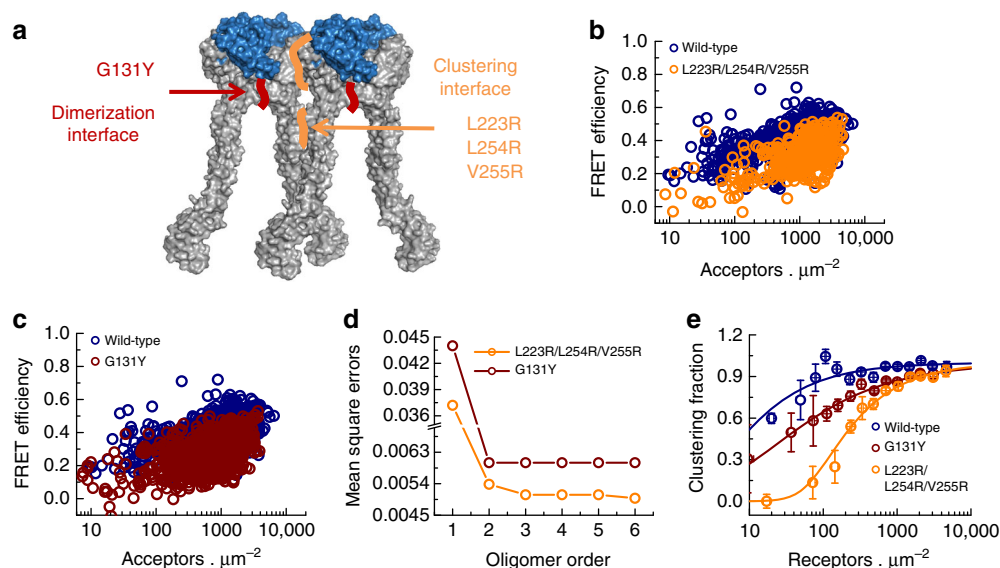 a
G131Y
Dimerization
interface
Clustering
interface
L223R
L254R
V255R
b
FRET efficiency
1.0
0.8
0.6
0.4
0.2
0.0
Wild-type
L223R/L254R/V255R
10
100
1000
10,000
Acceptors . μm⁻²
c
FRET efficiency
1.0
0.8
0.6
0.4
0.2
0.0
Wild-type
G131Y
10
100
1000
10,000
Acceptors . μm⁻²
d
Mean square errors
0.045
0.042
0.039
0.036
0.0063
0.0054
0.0045
L223R/L254R/V255R
G131Y
1 2 3 4 5 6
Oligomer order
e
Clustering fraction
1.2
0.9
0.6
0.3
0.0
Wild-type
G131Y
L223R/
L254R/V255R
10
100
1000
10,000
Receptors . μm⁻²